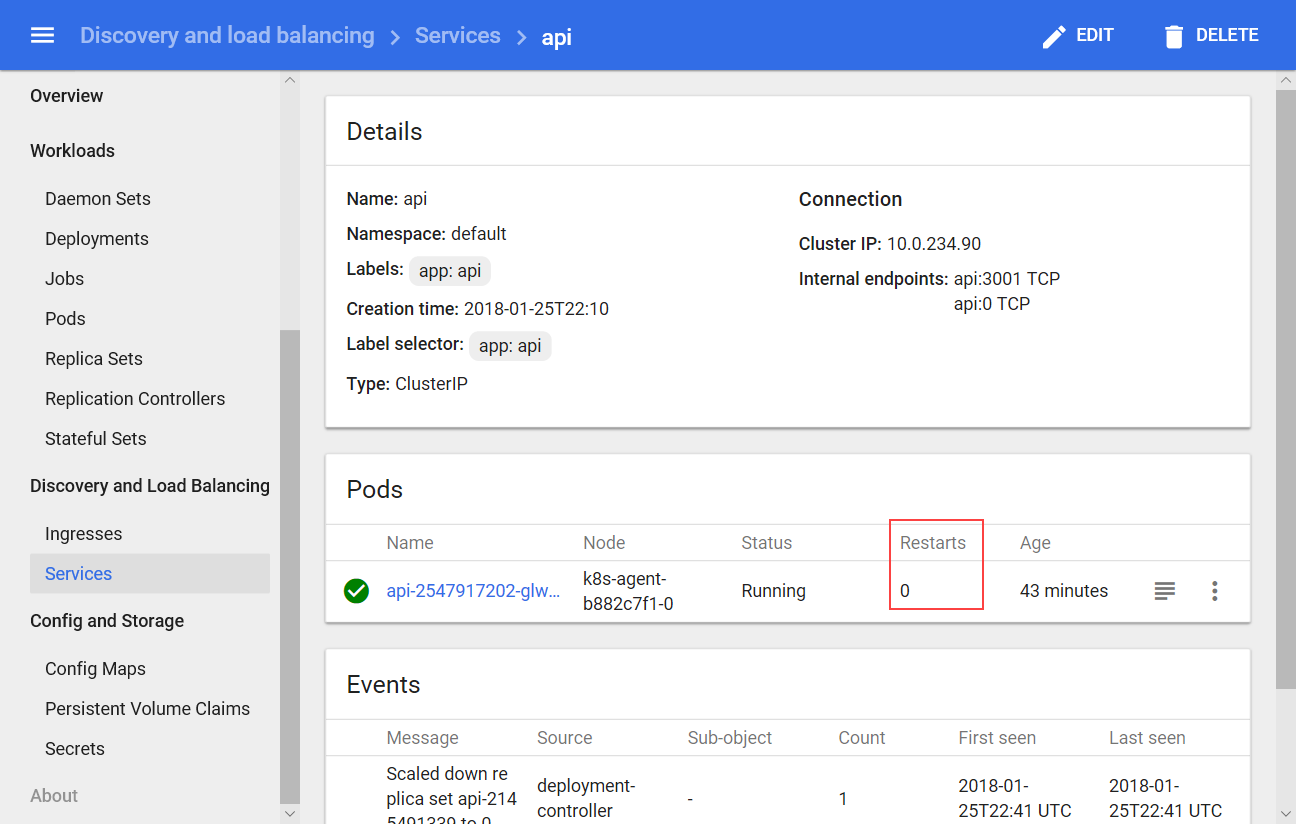 Discovery and load balancing > Services > api
EDIT
DELETE
Overview
Workloads
Daemon Sets
Deployments
Jobs
Pods
Replica Sets
Replication Controllers
Stateful Sets
Discovery and Load Balancing
Ingresses
Services
Config and Storage
Config Maps
Persistent Volume Claims
Secrets
About
Details
Name: api
Namespace: default
Labels: app: api
Creation time: 2018-01-25T22:10
Label selector: app: api
Type: ClusterIP
Connection
Cluster IP: 10.0.234.90
Internal endpoints: api:3001 TCP
api:0 TCP
Pods
Name Node Status Restarts Age
api-2547917202-glw...
k8s-agent-
b882c7f1-0
Running
0
43 minutes
Events
Message Source Sub-object Count First seen Last seen
Scaled down re
plica set api-214
5491339 to 0
deployment-
controller
-
1
2018-01-
25T22:41 UTC
2018-01-
25T22:41 UTC